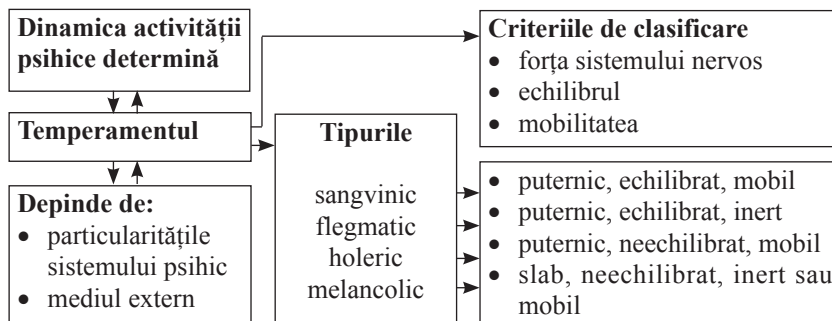 Dinamica activității
psihice determină
Temperamentul
Depinde de:
• particularitățile
sistemului psihic
• mediul extern
Tipurile
sangvinic
flegmatic
holeric
melancolic
Criteriile de clasificare
• forța sistemului nervos
• echilibrul
• mobilitatea
• puternic, echilibrat, mobil
• puternic, echilibrat, inert
• puternic, neechilibrat, mobil
• slab, neechilibrat, inert sau
mobil